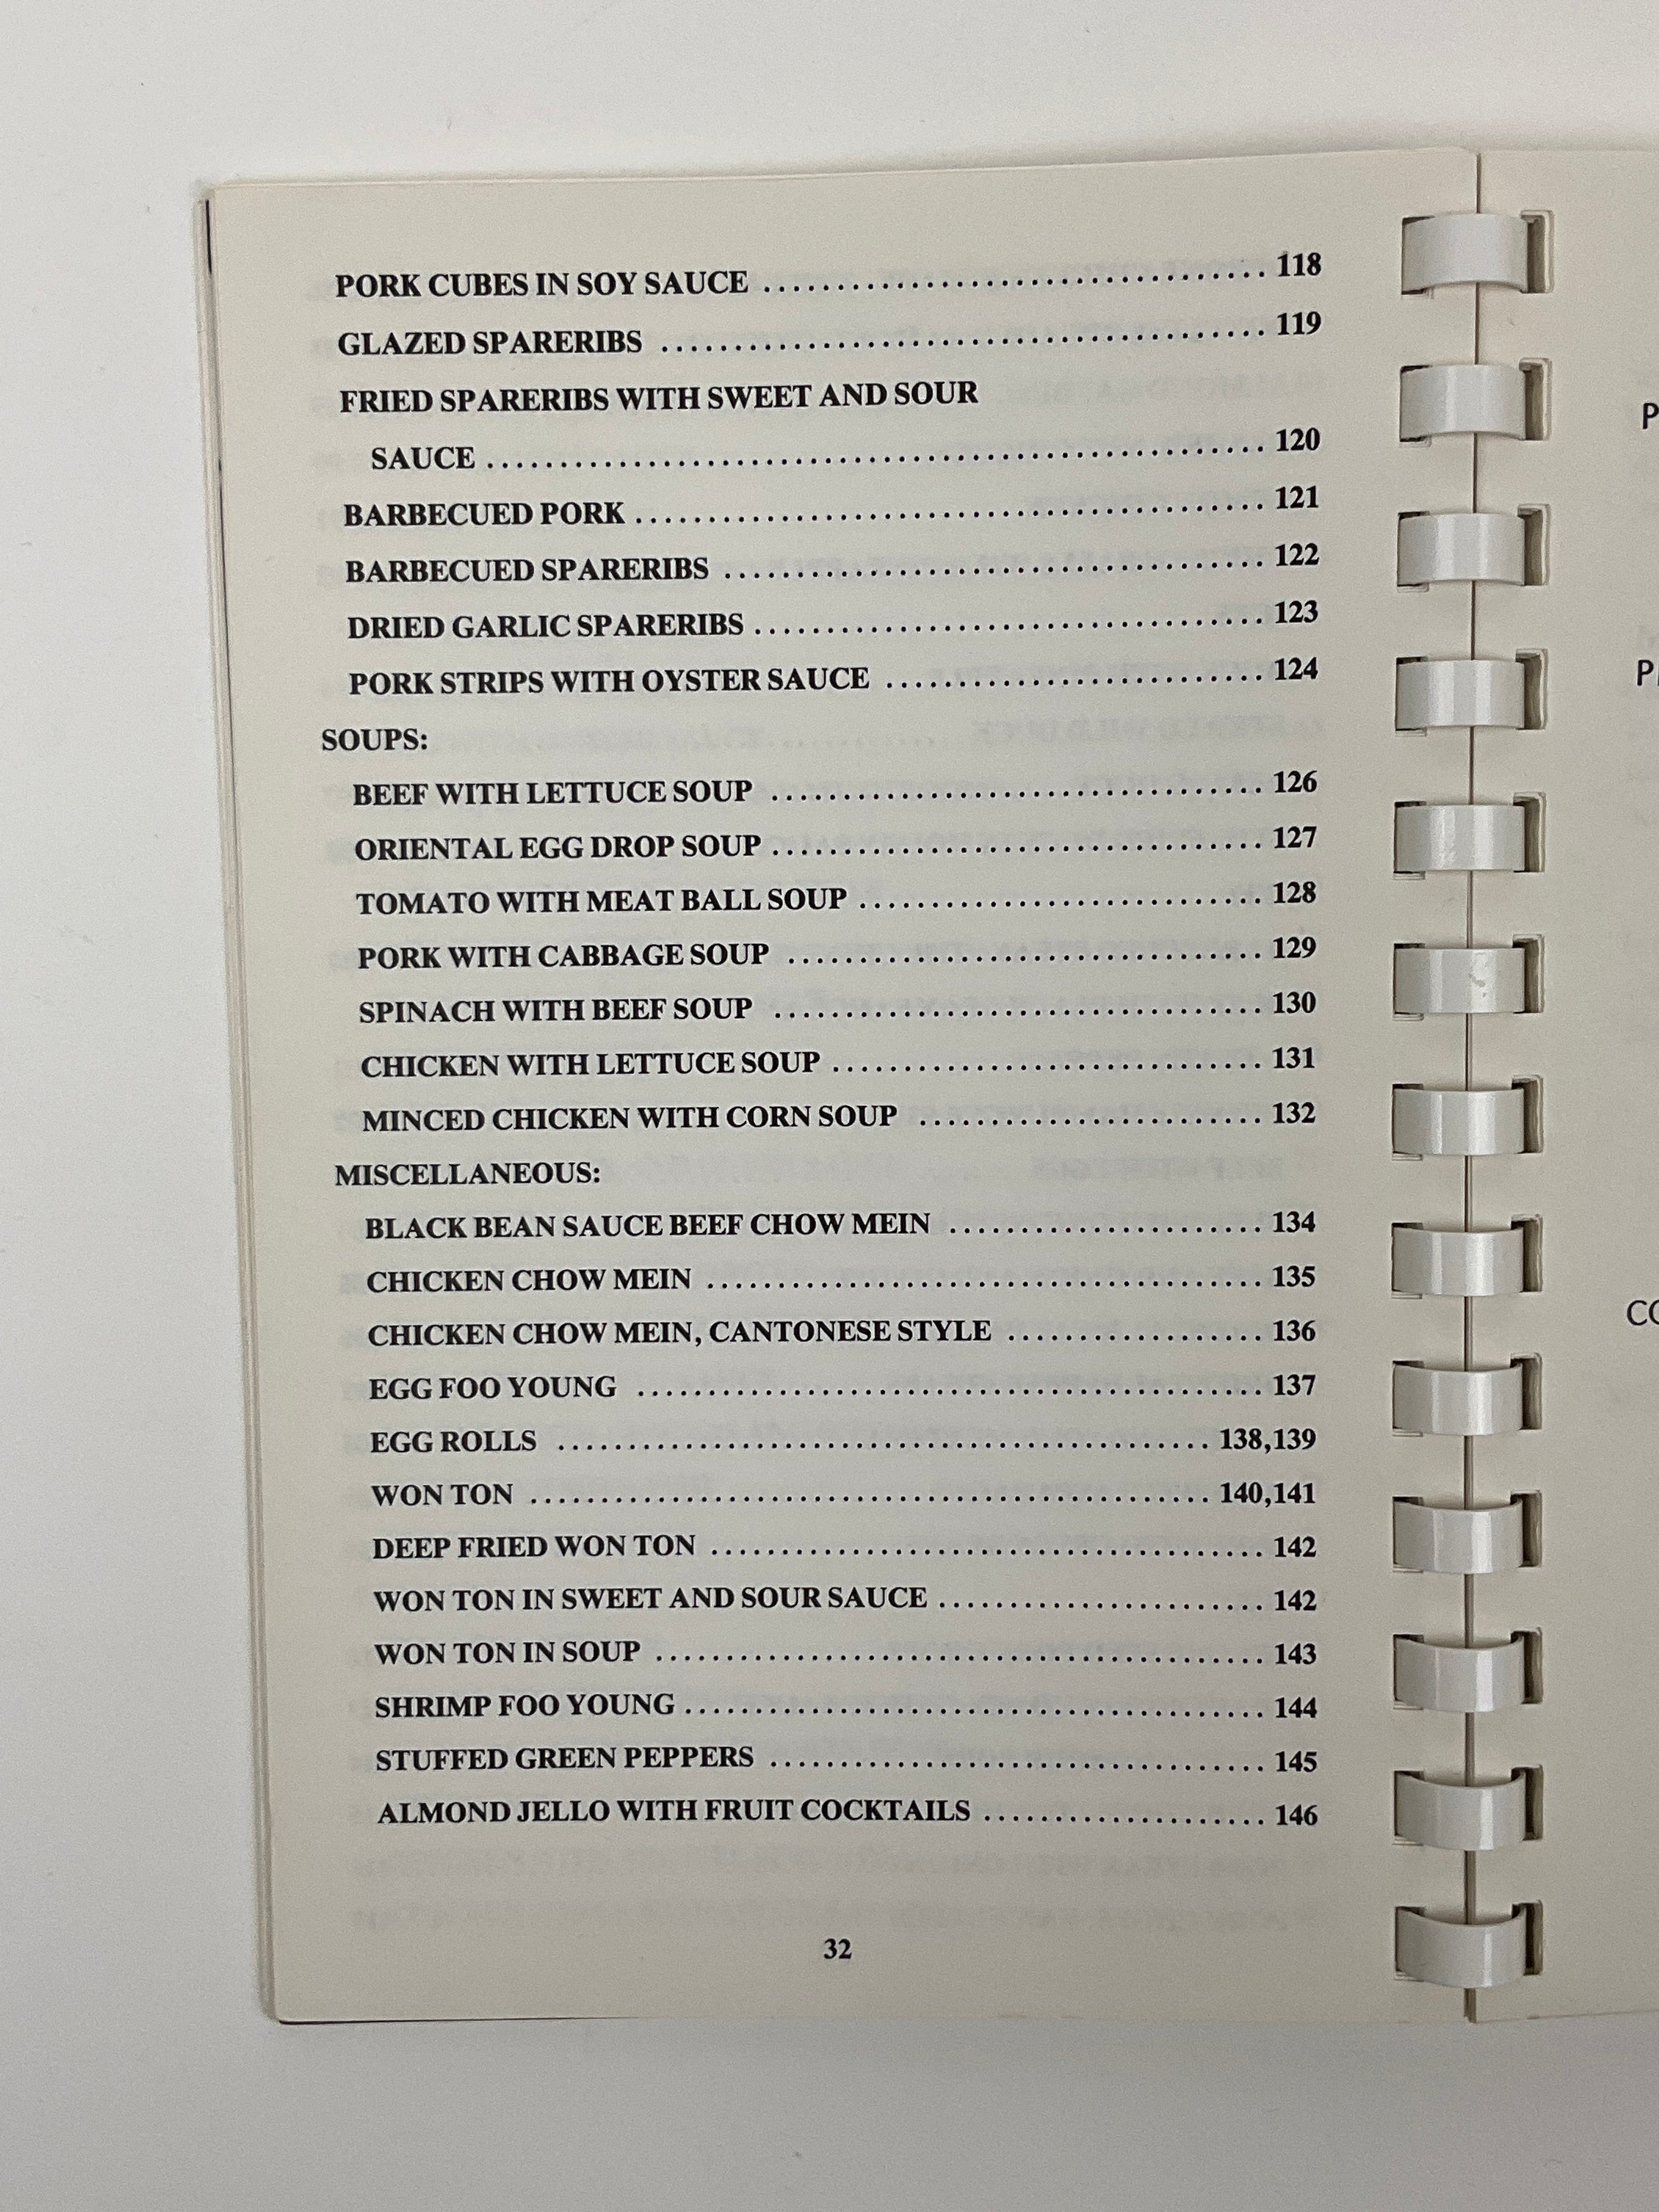 PORK CUBES IN SOY SAUCE ................................... 118
GLAZED SPARERIBS .......................................... 119
FRIED SPARERIBS WITH SWEET AND SOUR
SAUCE ...................................................... 120
BARBECUED PORK ............................................ 121
BARBECUED SPARERIBS ...................................... 122
DRIED GARLIC SPARERIBS .................................... 123
PORK STRIPS WITH OYSTER SAUCE .......................... 124
SOUPS:
BEEF WITH LETTUCE SOUP ................................... 126
ORIENTAL EGG DROP SOUP ................................... 127
TOMATO WITH MEAT BALL SOUP ............................. 128
PORK WITH CABBAGE SOUP .................................. 129
SPINACH WITH BEEF SOUP ................................... 130
CHICKEN WITH LETTUCE SOUP ............................... 131
MINCED CHICKEN WITH CORN SOUP ......................... 132
MISCELLANEOUS:
BLACK BEAN SAUCE BEEF CHOW MEIN ...................... 134
CHICKEN CHOW MEIN ........................................ 135
CHICKEN CHOW MEIN, CANTONESE STYLE .................. 136
EGG FOO YOUNG ............................................. 137
EGG ROLLS .............................................. 138,139
WON TON ................................................ 140,141
DEEP FRIED WON TON ....................................... 142
WON TON IN SWEET AND SOUR SAUCE ....................... 142
WON TON IN SOUP ........................................... 143
SHRIMP FOO YOUNG ......................................... 144
STUFFED GREEN PEPPERS ................................... 145
ALMOND JELLO WITH FRUIT COCKTAILS .................... 146
32